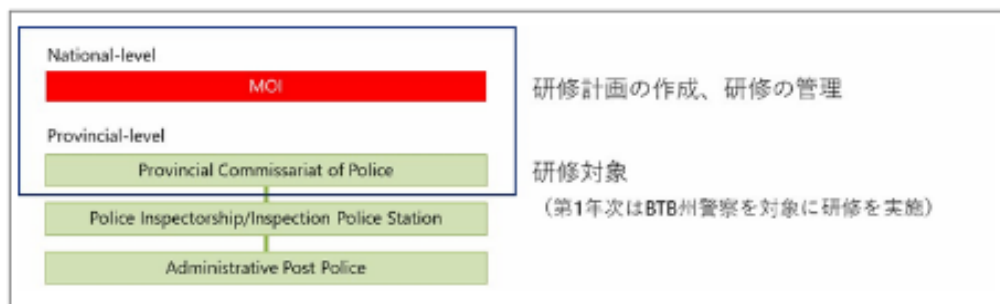 National-level
MOI
研修計画の作成、研修の管理
Provincial-level
Provincial Commissariat of Police
研修対象
Police Inspectorship/Inspection Police Station
（第1年次はBTB州警察を対象に研修を実施）
Administrative Post Police